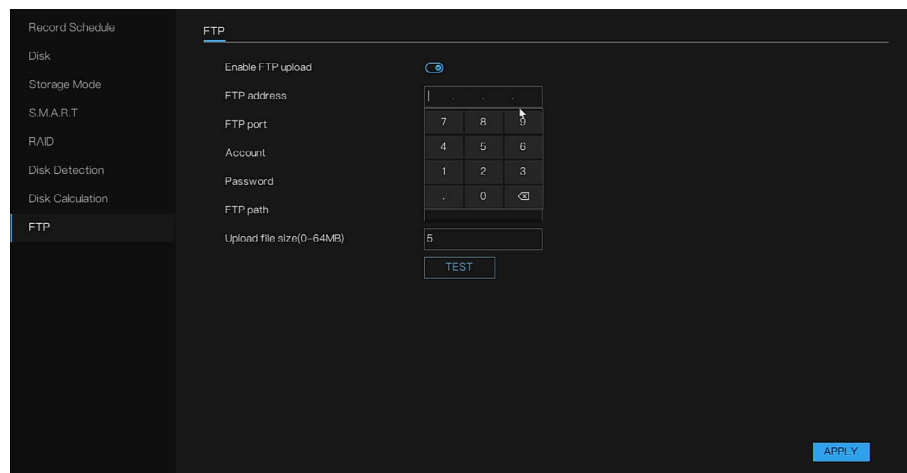 Record Schedule
Disk
Storage Mode
S.M.A.R.T
RAID
Disk Detection
Disk Calculation
FTP
FTP
Enable FTP upload
FTP address
. . .
FTP port
Account
Password
FTP path
7 8 9
4 5 6
1 2 3
. 0
Upload file size(0~64MB) 5
TEST
APPLY